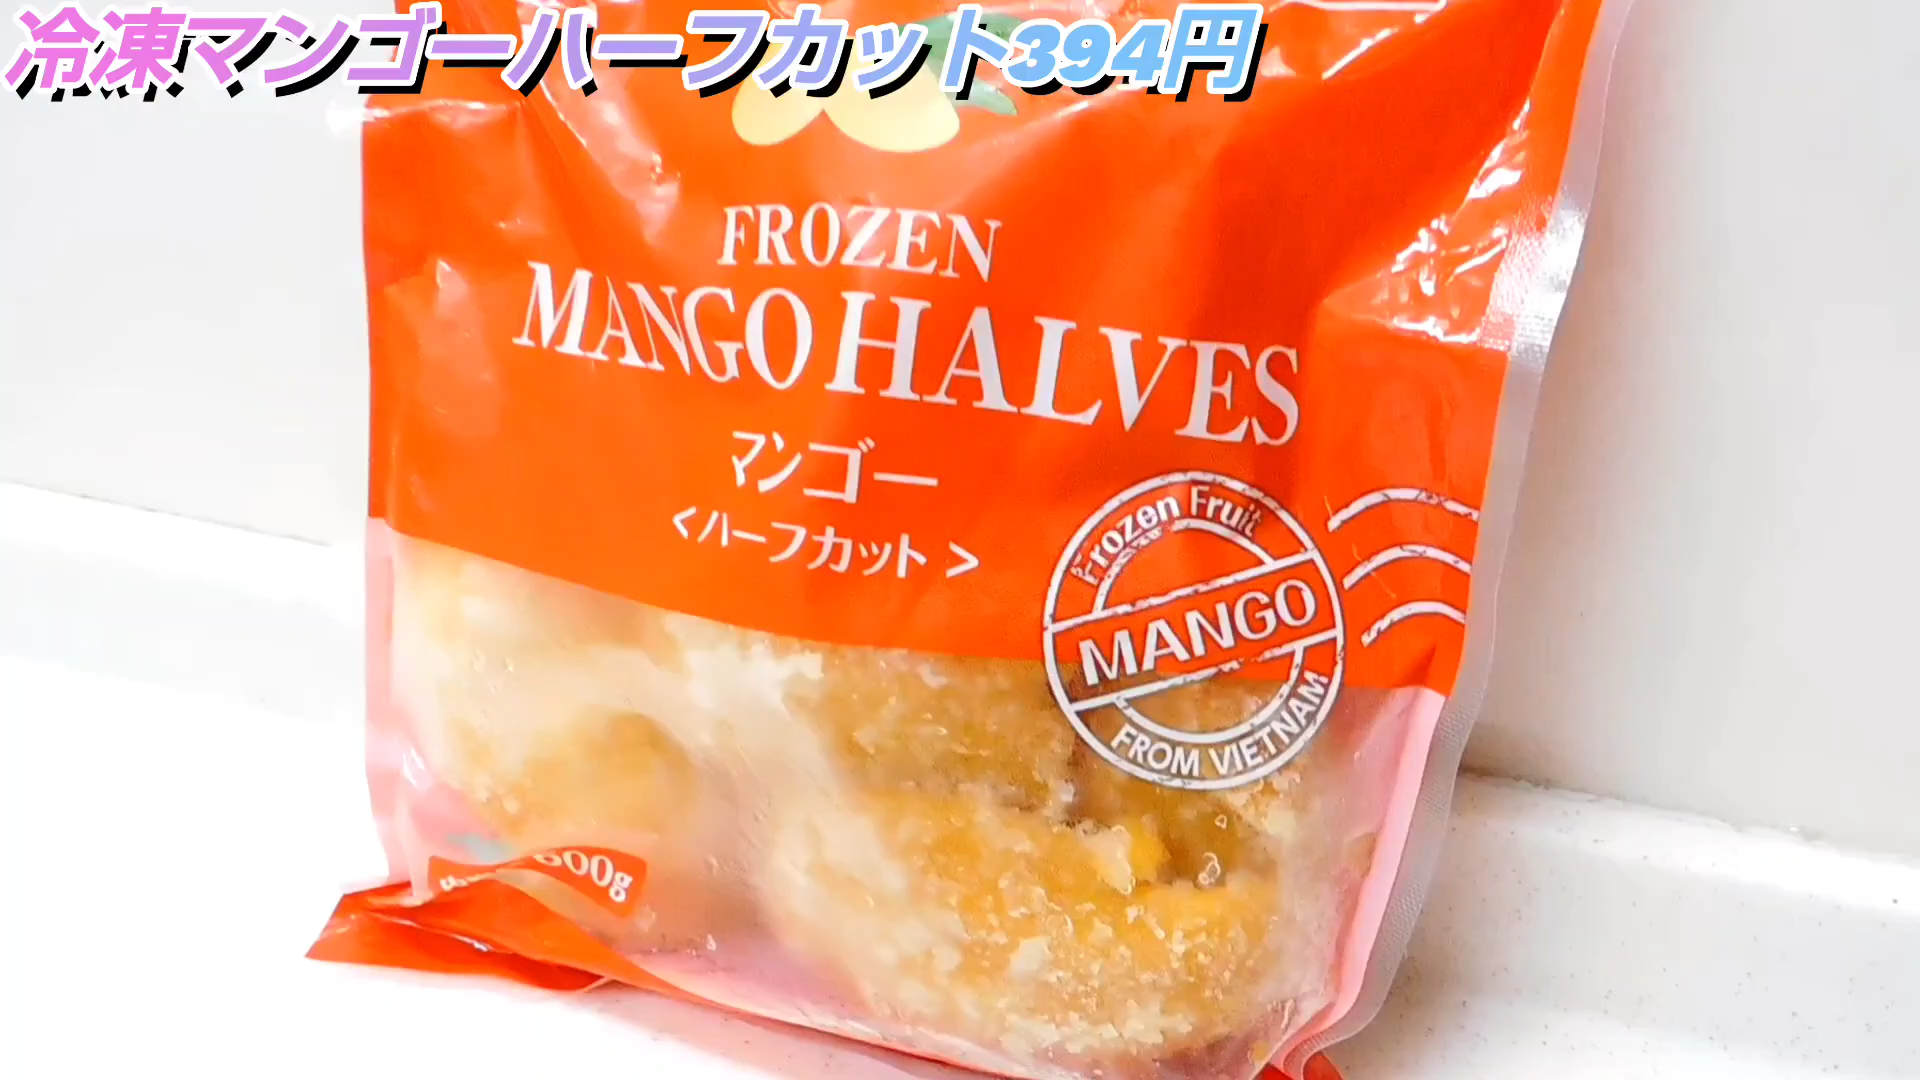 冷凍マンゴーハーフカット394円
FROZEN
MANGO HALVES
マンゴー
<ハーフカット>
Frozen Fruit
MANGO
FROM VIETNAM